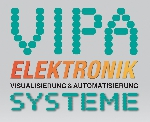 VIPA
ELEKTRONIK
VISUALISIERUNG & AUTOMATISIERUNG
SYSTEME